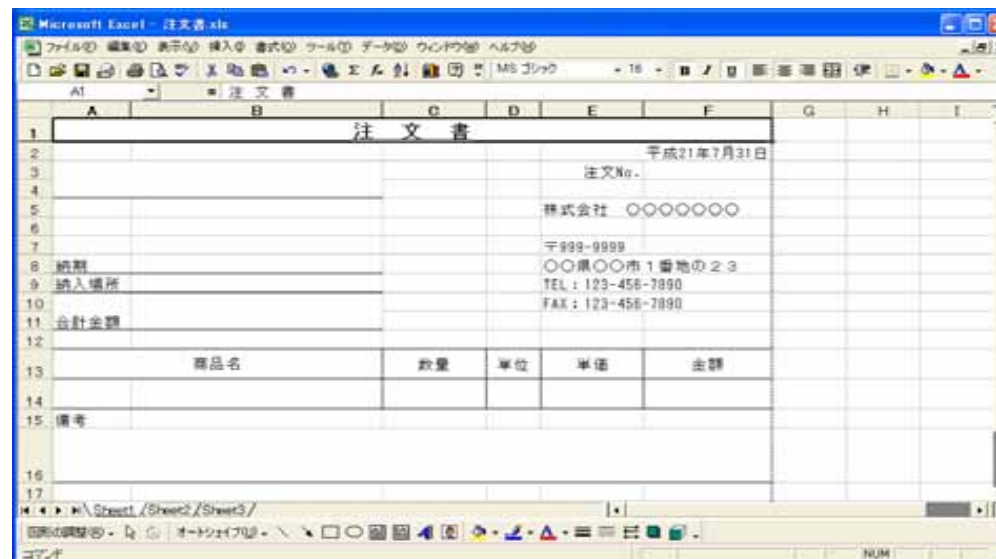 Microsoft Excel - 注文書.xls
ファイル(F) 編集(E) 表示(V) 挿入(I) 書式(O) ツール(T) データ(D) ウィンドウ(W) ヘルプ(H)
MS ゴシック 16 B I U
A1 = 注 文 書
A B C D E F G H I
1 注 文 書
2 平成21年7月31日
3 注文No.
4
5 株式会社 〇〇〇〇〇〇〇
6
7 〒999-9999
8 納期 〇〇県〇〇市1番地の23
9 納入場所 TEL:123-456-7890
10 FAX:123-456-7890
11 合計金額
12
13 商品名 数量 単位 単価 金額
14
15 備考
16
17
Sheet1 / Sheet2 / Sheet3 /
図形の調整(R) オートシェイプ(U)
コマンド NUM